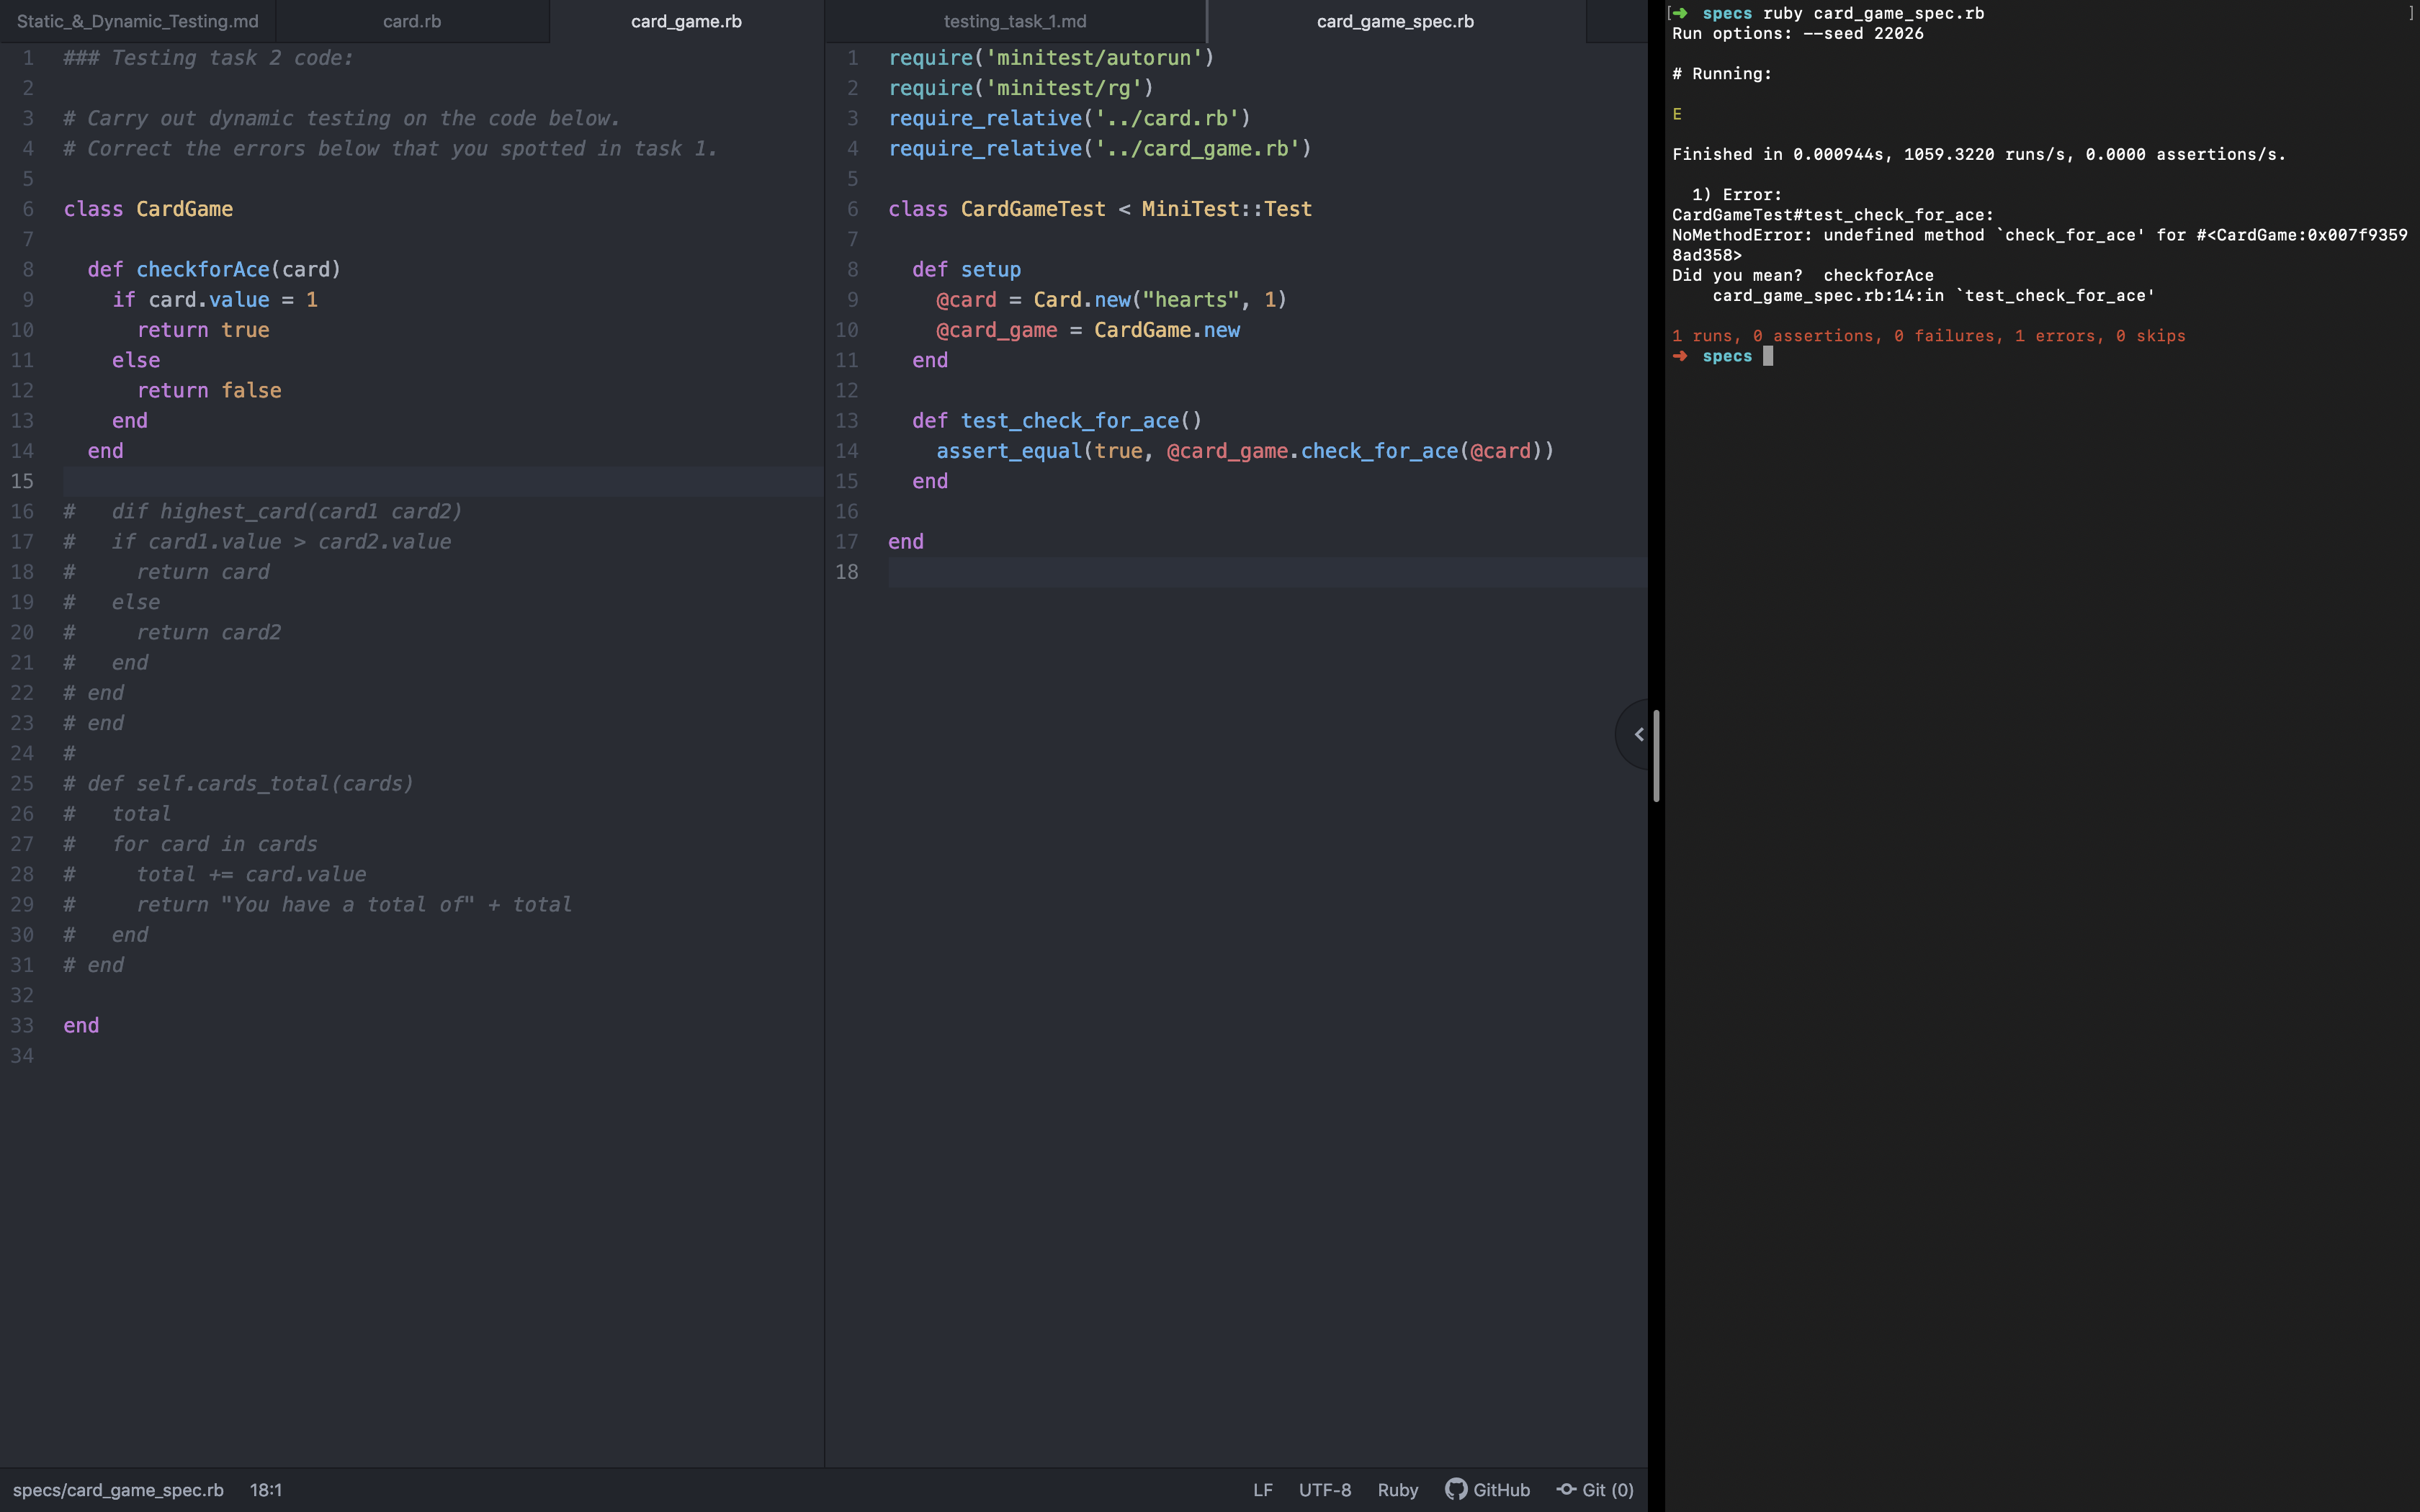 Static_&_Dynamic_Testing.md
card.rb
card_game.rb
1 ### Testing task 2 code:
2
3 # Carry out dynamic testing on the code below.
4 # Correct the errors below that you spotted in task 1.
5
6 class CardGame
7
8 def checkforAce(card)
9 if card.value = 1
10 return true
11 else
12 return false
13 end
14 end
15
16 # dif highest_card(card1 card2)
17 # if card1.value > card2.value
18 # return card
19 # else
20 # return card2
21 # end
22 # end
23 # end
24 #
25 # def self.cards_total(cards)
26 # total
27 # for card in cards
28 # total += card.value
29 # return "You have a total of" + total
30 # end
31 # end
32
33 end
34
testing_task_1.md
card_game_spec.rb
1 require('minitest/autorun')
2 require('minitest/rg')
3 require_relative('../card.rb')
4 require_relative('../card_game.rb')
5
6 class CardGameTest < MiniTest::Test
7
8 def setup
9 @card = Card.new("hearts", 1)
10 @card_game = CardGame.new
11 end
12
13 def test_check_for_ace()
14 assert_equal(true, @card_game.check_for_ace(@card))
15 end
16
17 end
18
[➜ specs ruby card_game_spec.rb ]
Run options: --seed 22026
# Running:
E
Finished in 0.000944s, 1059.3220 runs/s, 0.0000 assertions/s.
1) Error:
CardGameTest#test_check_for_ace:
NoMethodError: undefined method `check_for_ace' for #<CardGame:0x007f9359
8ad358>
Did you mean? checkforAce
card_game_spec.rb:14:in `test_check_for_ace'
1 runs, 0 assertions, 0 failures, 1 errors, 0 skips
➜ specs
specs/card_game_spec.rb 18:1
LF UTF-8 Ruby GitHub Git (0)